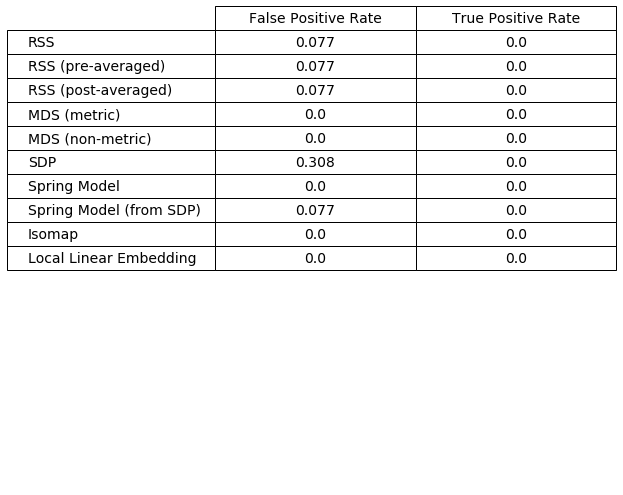 False Positive Rate True Positive Rate
RSS 0.077 0.0
RSS (pre-averaged) 0.077 0.0
RSS (post-averaged) 0.077 0.0
MDS (metric) 0.0 0.0
MDS (non-metric) 0.0 0.0
SDP 0.308 0.0
Spring Model 0.0 0.0
Spring Model (from SDP) 0.077 0.0
Isomap 0.0 0.0
Local Linear Embedding 0.0 0.0